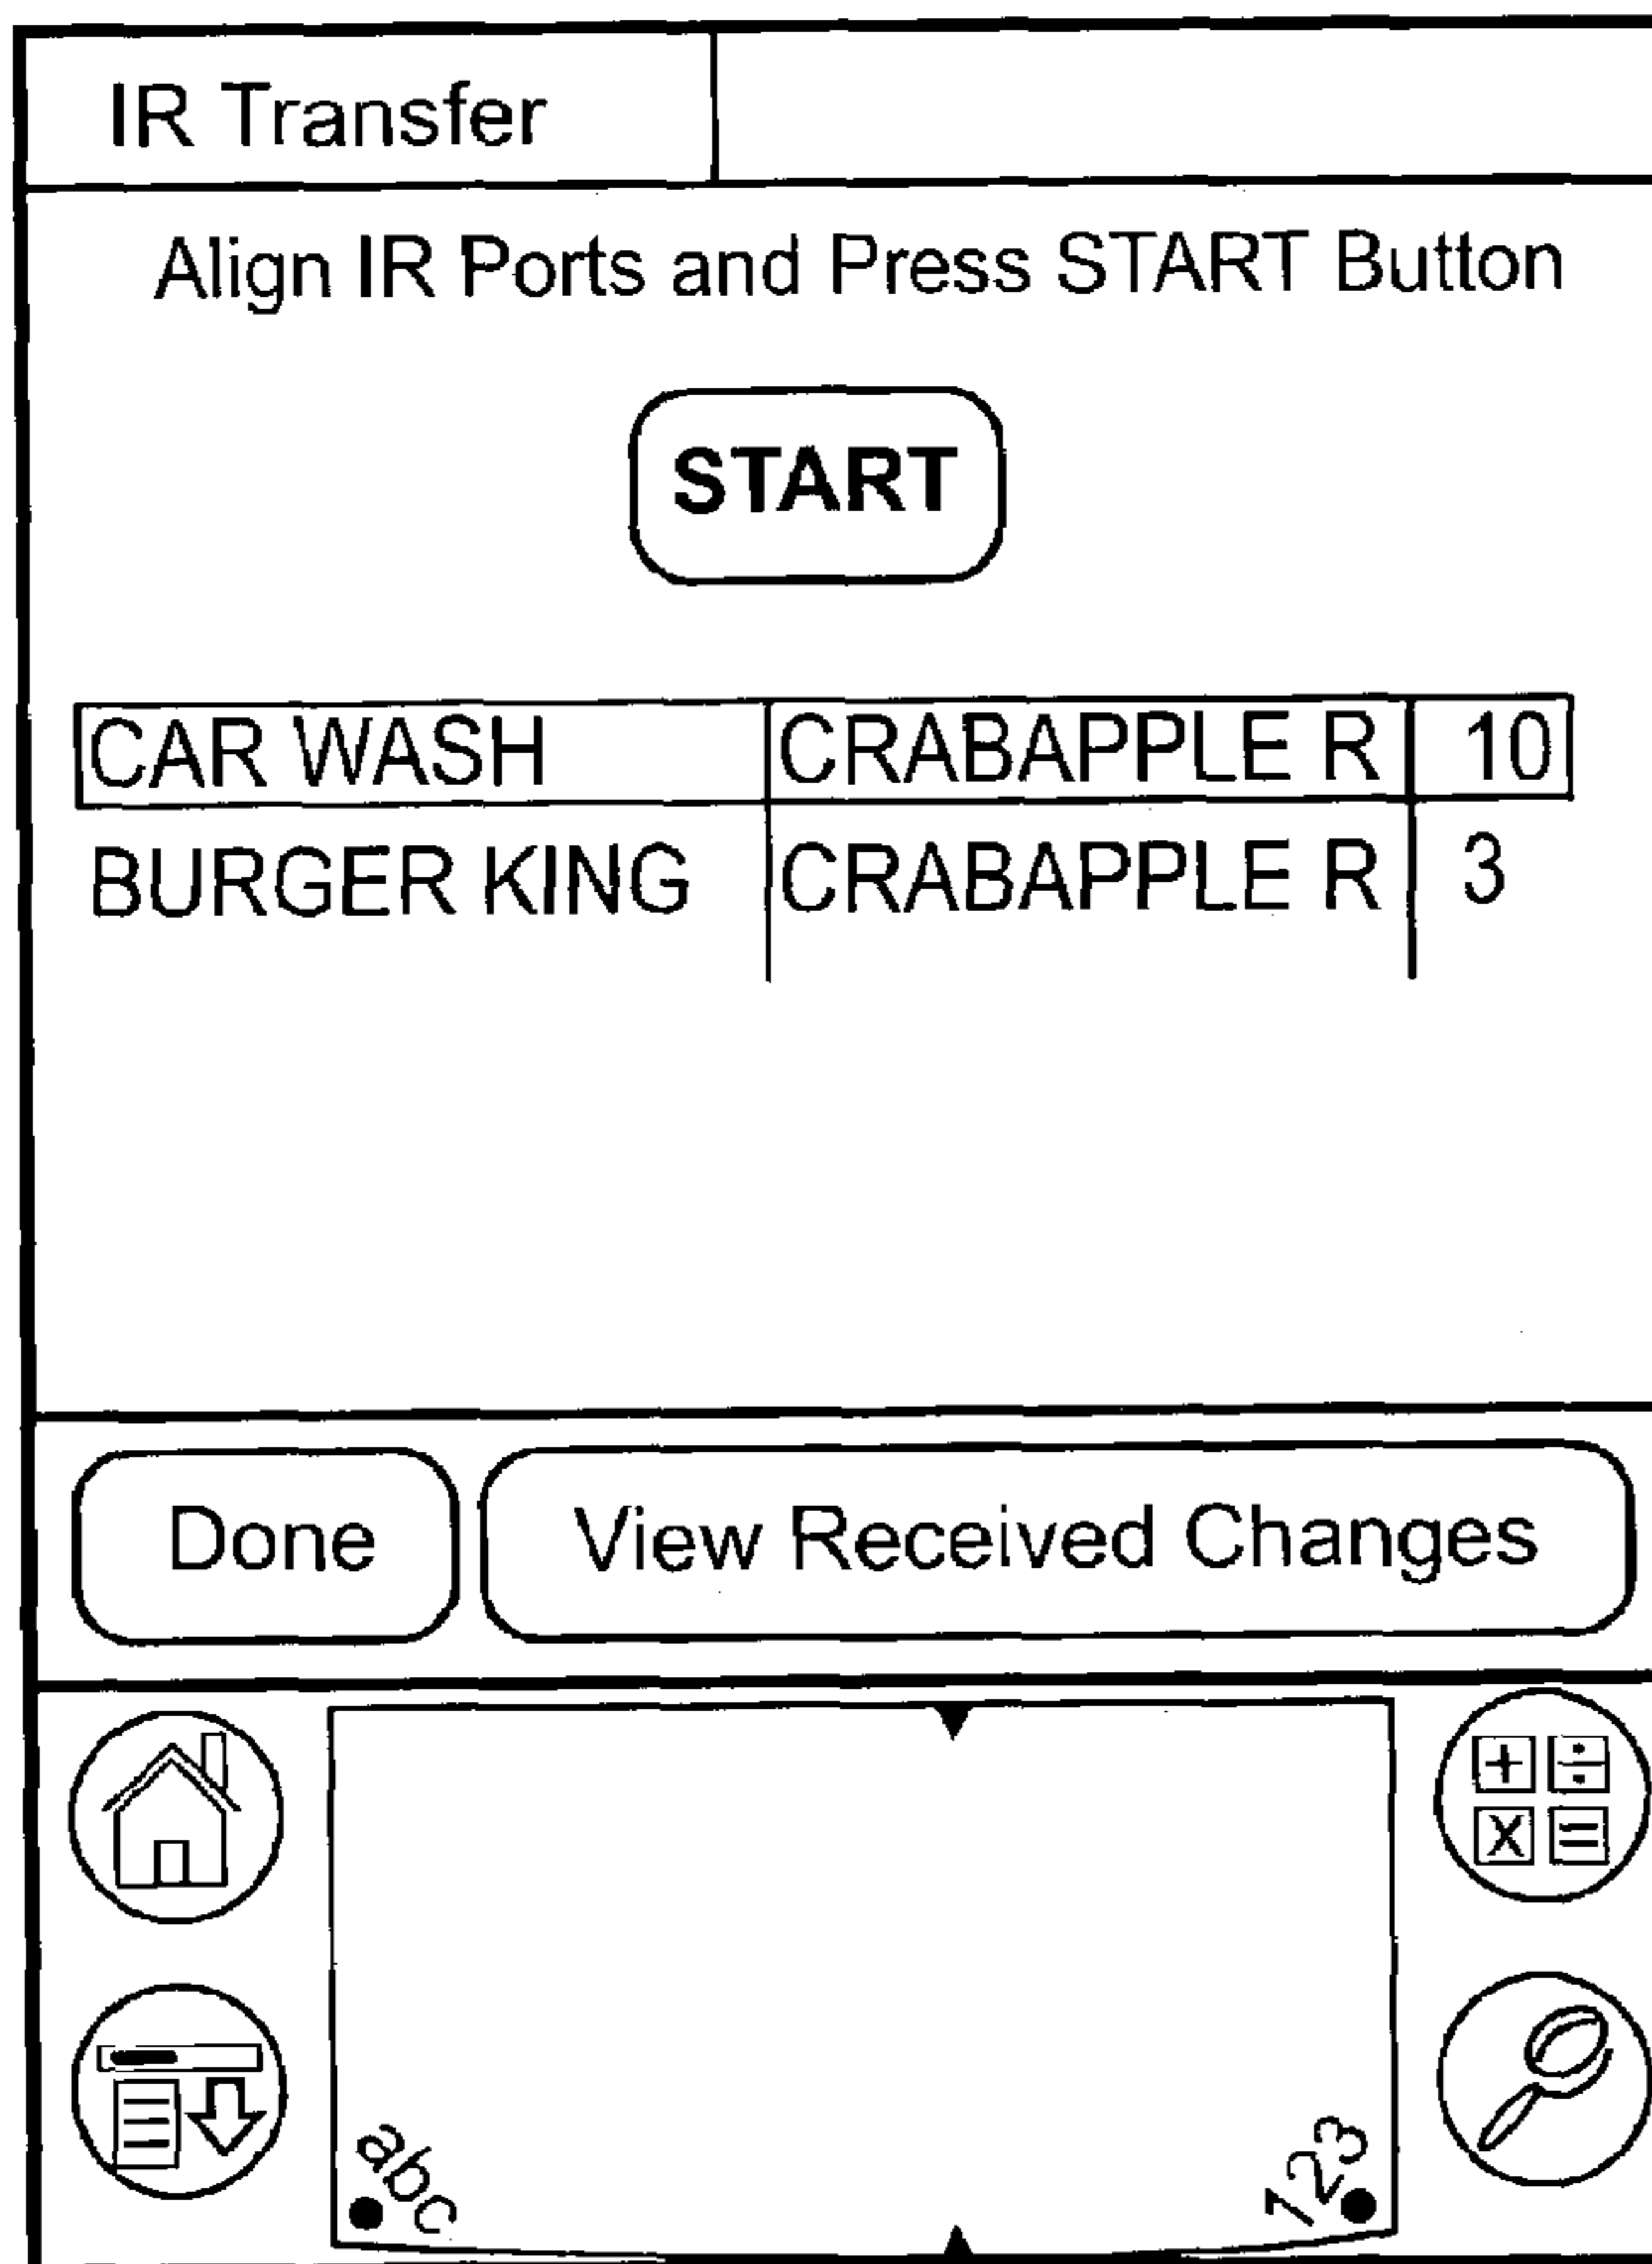 IR Transfer
Align IR Ports and Press START Button
START
CAR WASH CRABAPPLE R 10
BURGER KING CRABAPPLE R 3
Done View Received Changes
+ ÷
x =
abc 123